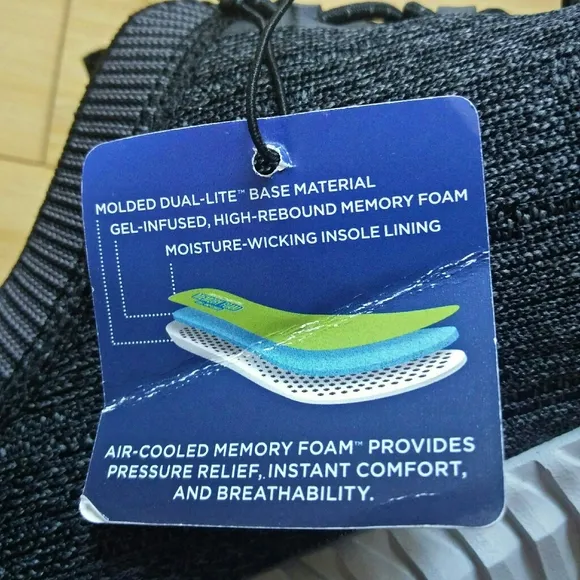 MOLDED DUAL-LITE™ BASE MATERIAL
GEL-INFUSED, HIGH-REBOUND MEMORY FOAM
MOISTURE-WICKING INSOLE LINING
AIR-COOLED MEMORY FOAM™ PROVIDES
PRESSURE RELIEF, INSTANT COMFORT,
AND BREATHABILITY.